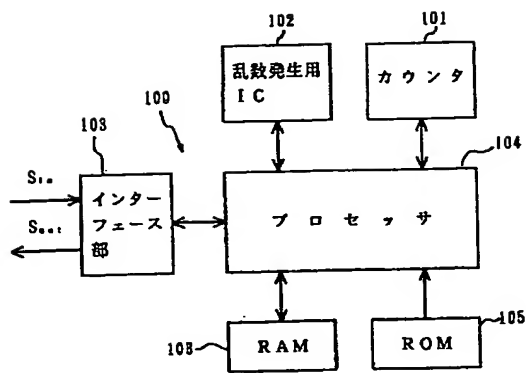 102
101
乱数発生用
IC
カウンタ
100
103
104
Sin
Sout
インター
フェース
部
プロセッサ
RAM
ROM
105